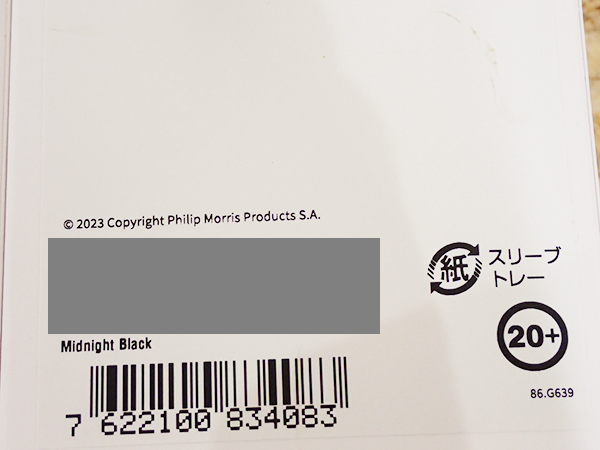 © 2023 Copyright Philip Morris Products S.A.
紙
スリーブ
トレー
20+
Midnight Black
86.G639
7 622100 834083